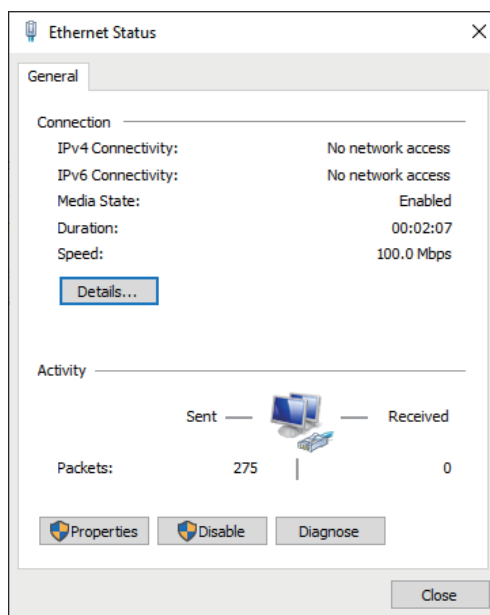 Ethernet Status
General
Connection
IPv4 Connectivity: No network access
IPv6 Connectivity: No network access
Media State: Enabled
Duration: 00:02:07
Speed: 100.0 Mbps
Details...
Activity
Sent Received
Packets: 275 0
Properties Disable Diagnose
Close